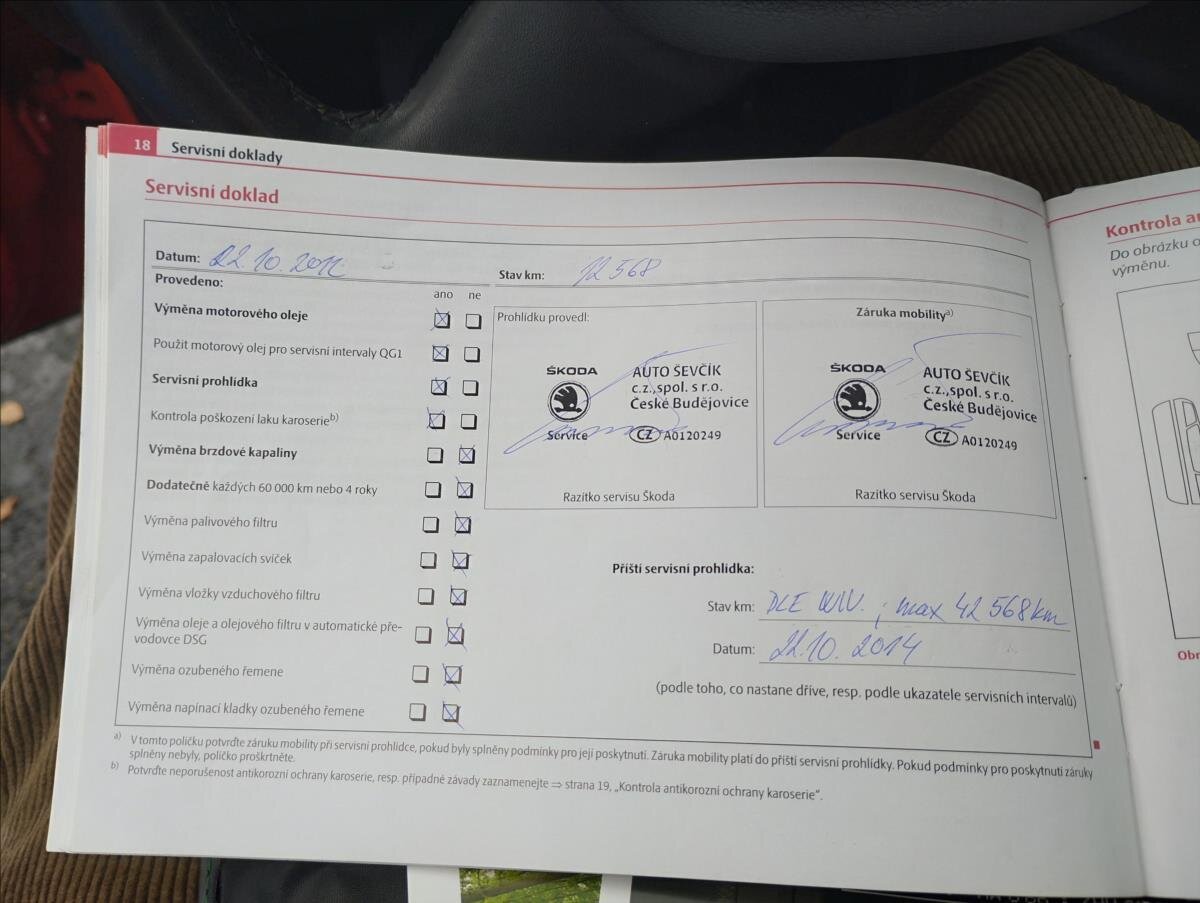 18 Servisní doklady
Servisní doklad
Datum: 22.10.2012
Stav km: 12 568
Provedeno:
ano ne
Výměna motorového oleje
Použit motorový olej pro servisní intervaly QG1
Servisní prohlídka
Kontrola poškození laku karoserie b)
Výměna brzdové kapaliny
Dodatečně každých 60 000 km nebo 4 roky
Výměna palivového filtru
Výměna zapalovacích svíček
Výměna vložky vzduchového filtru
Výměna oleje a olejového filtru v automatické pře-
vodovce DSG
Výměna ozubeného řemene
Výměna napínací kladky ozubeného řemene
Prohlídku provedl:
ŠKODA
Service
AUTO ŠEVČÍK
c.z.,spol. s r.o.
České Budějovice
CZ A0120249
Razítko servisu Škoda
Záruka mobility a)
ŠKODA
Service
AUTO ŠEVČÍK
c.z.,spol. s r.o.
České Budějovice
CZ A0120249
Razítko servisu Škoda
Příští servisní prohlídka:
Stav km: DLE WIV. ; max 42 568km
Datum: 22.10. 2014
(podle toho, co nastane dříve, resp. podle ukazatele servisních intervalů)
a) V tomto políčku potvrďte záruku mobility při servisní prohlídce, pokud byly splněny podmínky pro její poskytnutí. Záruka mobility platí do příští servisní prohlídky. Pokud podmínky pro poskytnutí záruky
splněny nebyly, políčko proškrtněte.
b) Potvrďte neporušenost antikorozní ochrany karoserie, resp. případné závady zaznamenejte ⇒ strana 19, „Kontrola antikorozní ochrany karoserie“.
Kontrola
Do obrázku
výměnu.